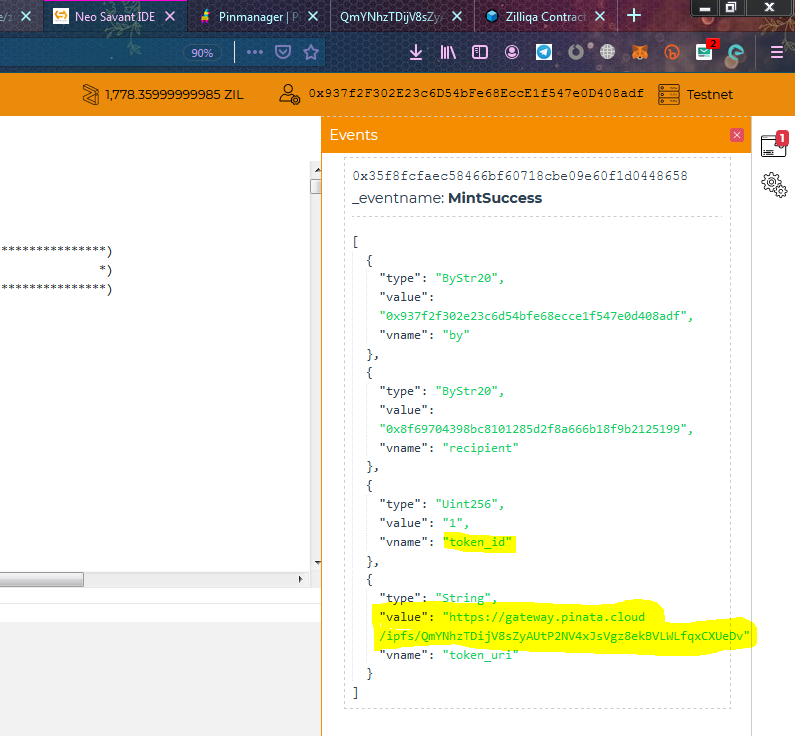 Neo Savant IDE
Pinmanager | P
QmYNhzTDijV8sZyA
Zilliqa Contract
90%
2
1,778.35999999985 ZIL
0x937f2F302E23c6D54bFe68EccE1f547e0D408adf
Testnet
Events
1
0x35f8fcfaec58466bf60718cbe09e60f1d0448658
_eventname: MintSuccess
***************)
*)
***************)
[
{
"type": "ByStr20",
"value":
"0x937f2f302e23c6d54bfe68ecce1f547e0d408adf",
"vname": "by"
},
{
"type": "ByStr20",
"value":
"0x8f69704398bc8101285d2f8a666b18f9b2125199",
"vname": "recipient"
},
{
"type": "Uint256",
"value": "1",
"vname": "token_id"
},
{
"type": "String",
"value": "https://gateway.pinata.cloud
/ipfs/QmYNhzTDijV8sZyAUtP2NV4xJsVgz8ekBVLWLfqxCXUeDv"
"vname": "token_uri"
}
]